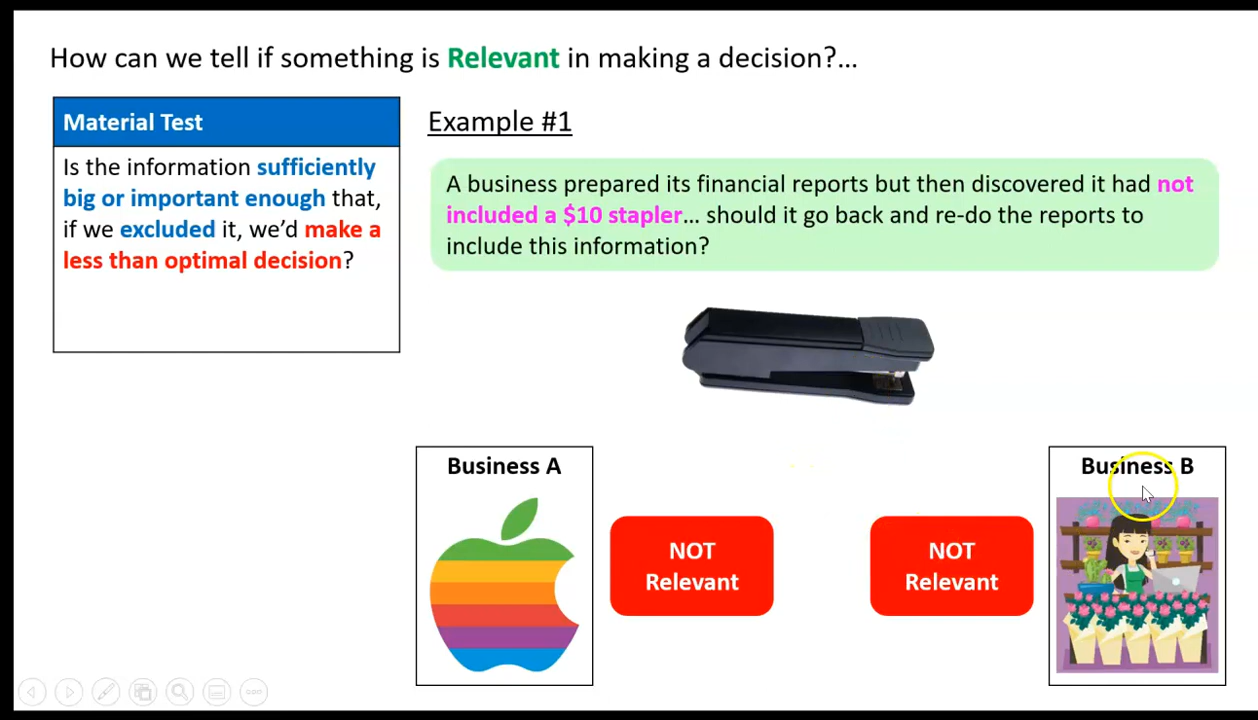 How can we tell if something is Relevant in making a decision?...
Material Test
Is the information sufficiently
big or important enough that,
if we excluded it, we’d make a
less than optimal decision?
Example #1
A business prepared its financial reports but then discovered it had not
included a $10 stapler... should it go back and re-do the reports to
include this information?
Business A
NOT
Relevant
NOT
Relevant
Business B